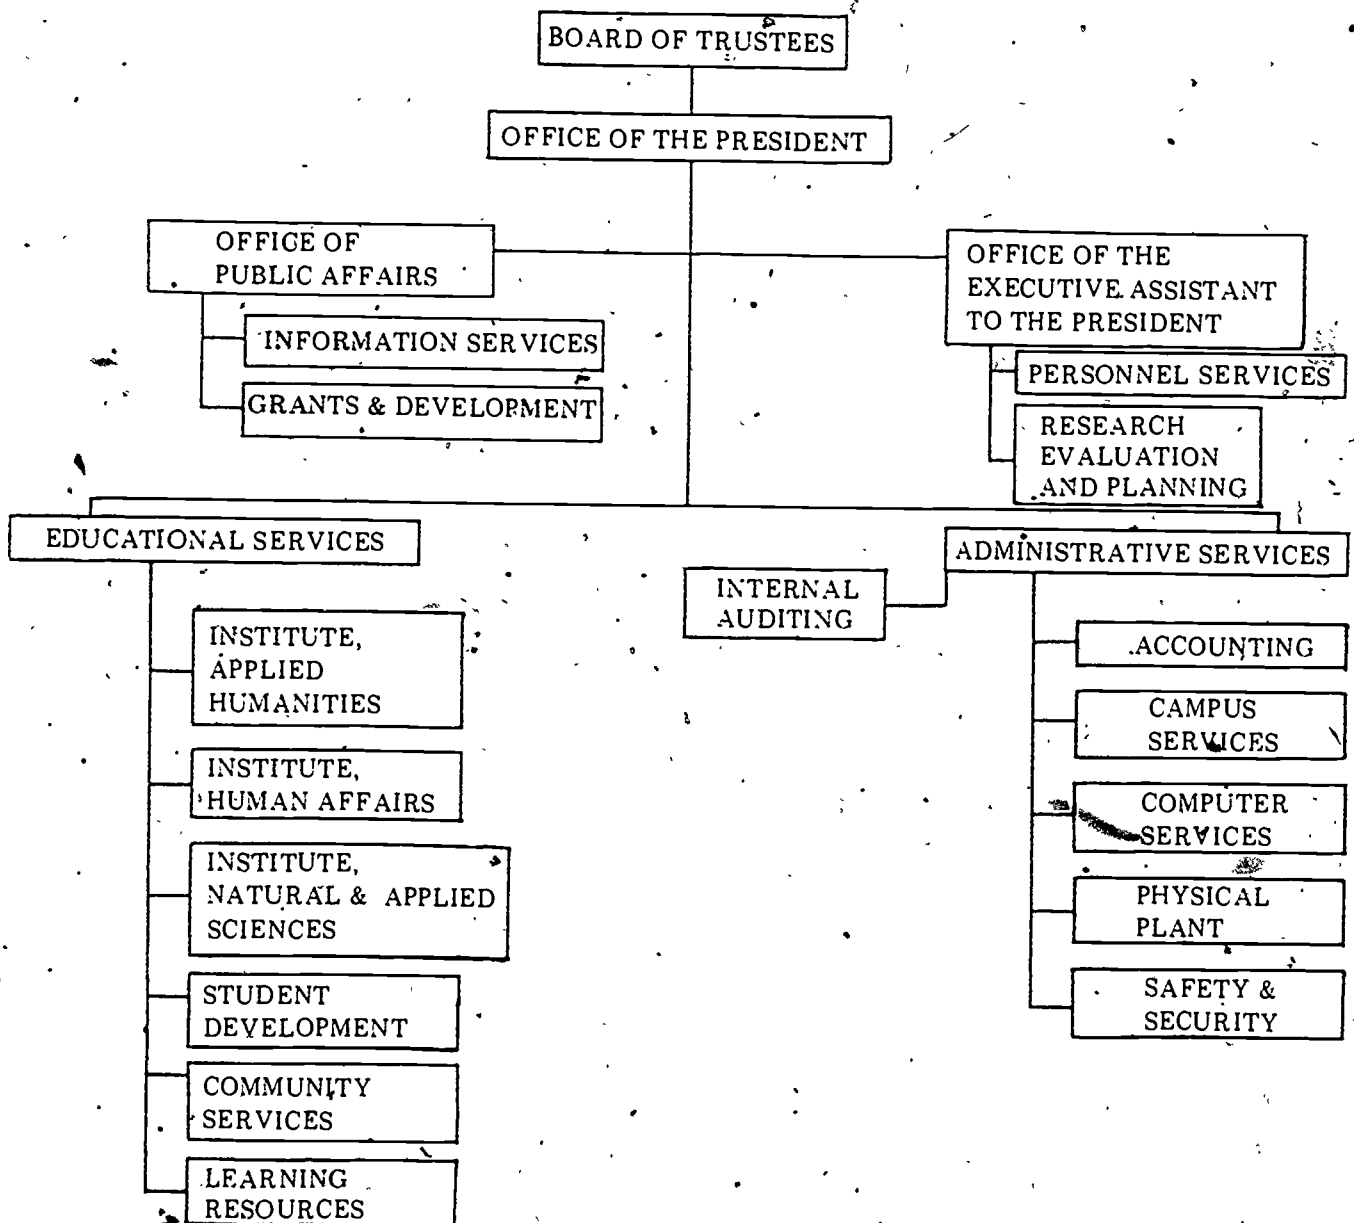 BOARD OF TRUSTEES
OFFICE OF THE PRESIDENT
OFFICE OF
PUBLIC AFFAIRS
INFORMATION SERVICES
GRANTS & DEVELOPMENT
OFFICE OF THE
EXECUTIVE ASSISTANT
TO THE PRESIDENT
PERSONNEL SERVICES
RESEARCH
EVALUATION
AND PLANNING
EDUCATIONAL SERVICES
INSTITUTE,
APPLIED
HUMANITIES
INSTITUTE,
HUMAN AFFAIRS
INSTITUTE,
NATURAL & APPLIED
SCIENCES
STUDENT
DEVELOPMENT
COMMUNITY
SERVICES
LEARNING
RESOURCES
ADMINISTRATIVE SERVICES
INTERNAL
AUDITING
ACCOUNTING
CAMPUS
SERVICES
COMPUTER
SERVICES
PHYSICAL
PLANT
SAFETY &
SECURITY